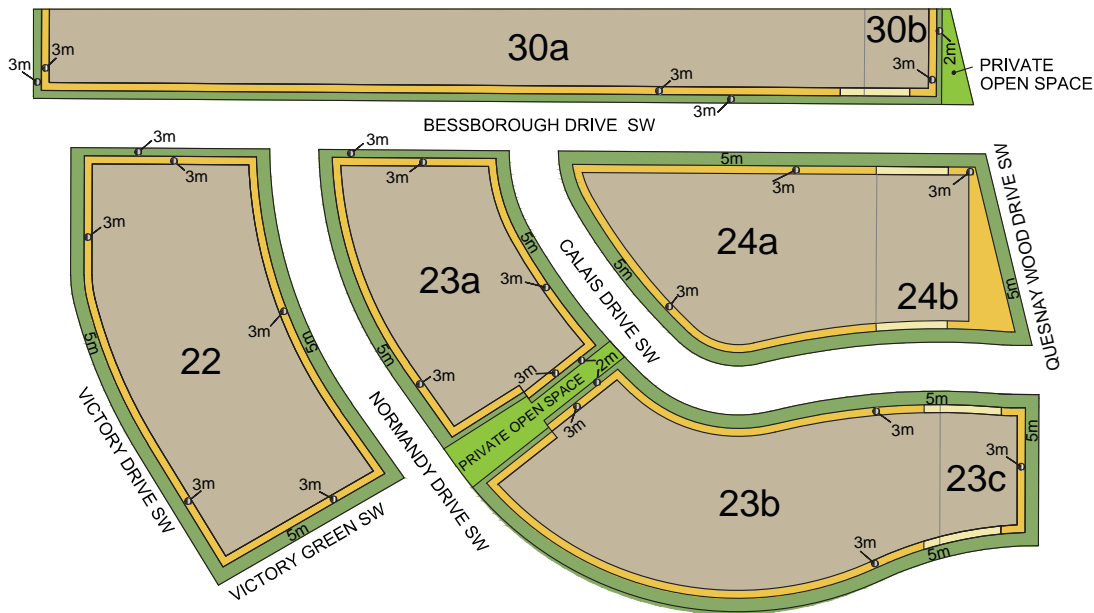 30a
30b
3m
3m
3m
3m
3m
2m
PRIVATE
OPEN SPACE
BESSBOROUGH DRIVE SW
3m
3m
3m
22
5m
5m
3m
3m
3m
5m
VICTORY DRIVE SW
VICTORY GREEN SW
3m
3m
5m
23a
3m
5m
3m
3m
2m
PRIVATE OPEN SPACE
3m
NORMANDY DRIVE SW
CALAIS DRIVE SW
5m
3m
3m
24a
24b
5m
3m
5m
QUESNAY WOOD DRIVE SW
5m
3m
5m
3m
23b
23c
3m
5m